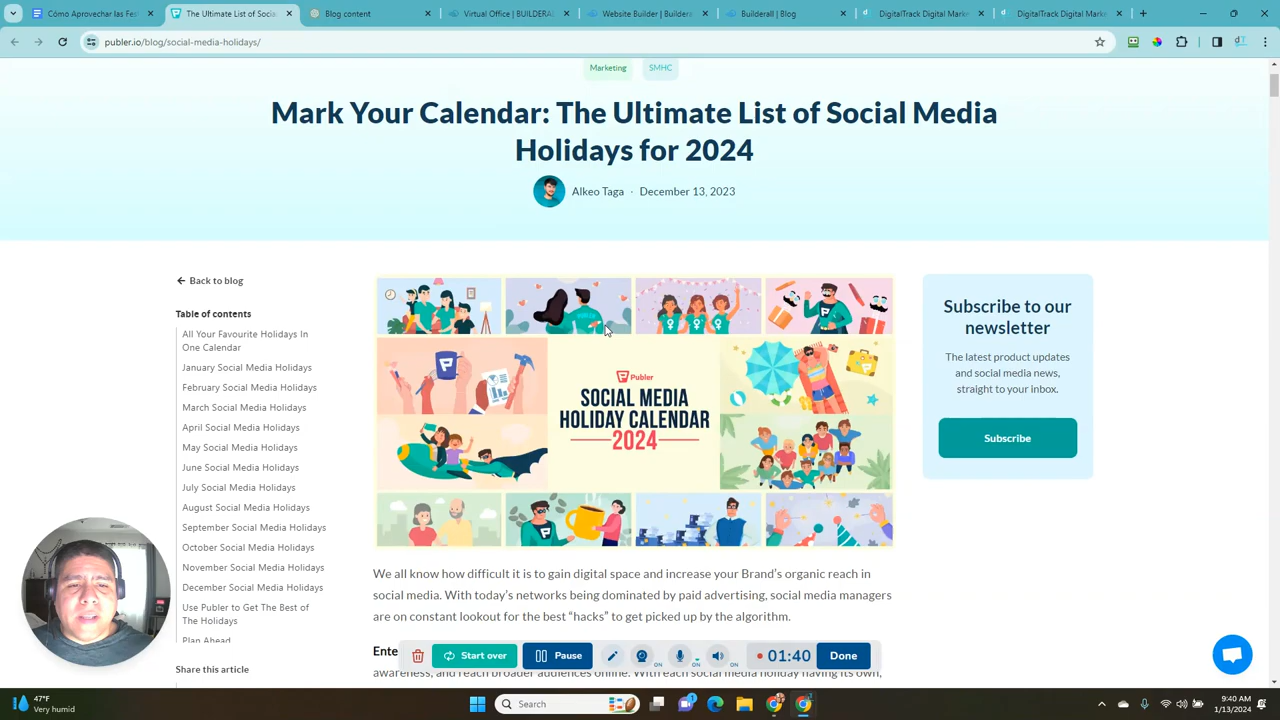 Cómo Aprovechar las Fes
The Ultimate List of Social
Blog content
Virtual Office | BUILDERAL
Website Builder | Builders
Builderall | Blog
DigitalTrack Digital Marke
DigitalTrack Digital Marke
publer.io/blog/social-media-holidays/
Marketing
SMHC
Mark Your Calendar: The Ultimate List of Social Media
Holidays for 2024
Alkeo Taga · December 13, 2023
Back to blog
Table of contents
All Your Favourite Holidays In
One Calendar
January Social Media Holidays
February Social Media Holidays
March Social Media Holidays
April Social Media Holidays
May Social Media Holidays
June Social Media Holidays
July Social Media Holidays
August Social Media Holidays
September Social Media Holidays
October Social Media Holidays
November Social Media Holidays
December Social Media Holidays
Use Publer to Get The Best of
The Holidays
Plan Ahead
Share this article
Publer
SOCIAL MEDIA
HOLIDAY CALENDAR
2024
We all know how difficult it is to gain digital space and increase your Brand's organic reach in
social media. With today's networks being dominated by paid advertising, social media managers
are on constant lookout for the best “hacks” to get picked up by the algorithm.
Ente
awareness, and reach broader audiences online. With each social media holiday having its own,
Subscribe to our
newsletter
The latest product updates
and social media news,
straight to your inbox.
Subscribe
Start over
Pause
ON
ON
ON
01:40
Done
47°F
Very humid
Search
9:40 AM
1/13/2024